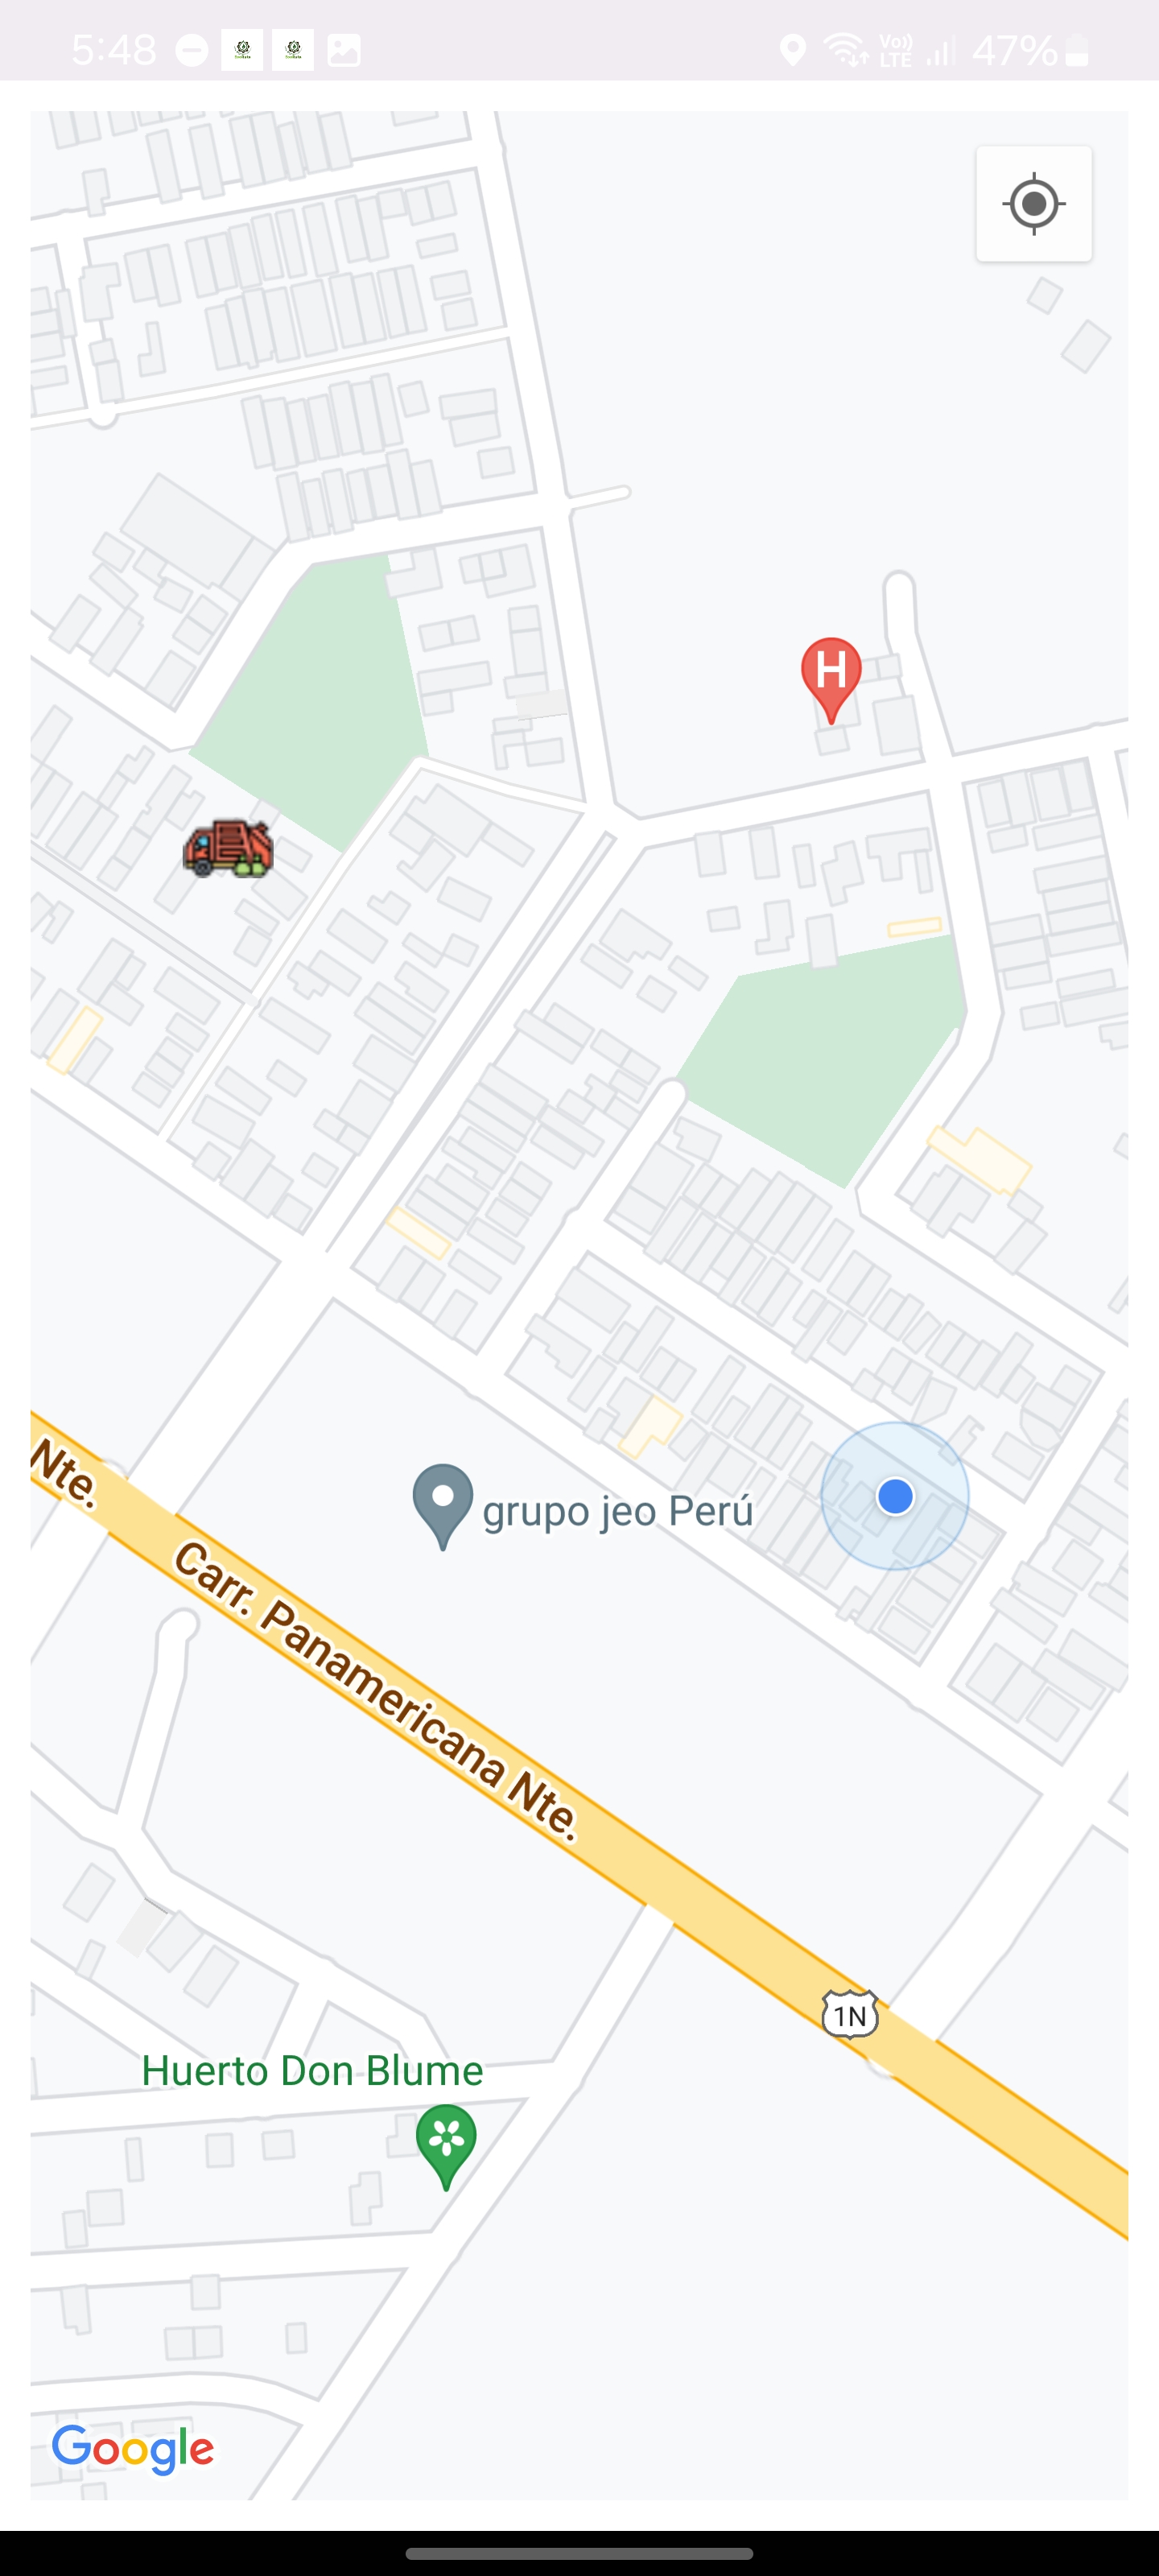 5:48
Vo))
LTE
47%
H
Nte.
grupo jeo Perú
Carr. Panamericana Nte.
1N
Huerto Don Blume
Google